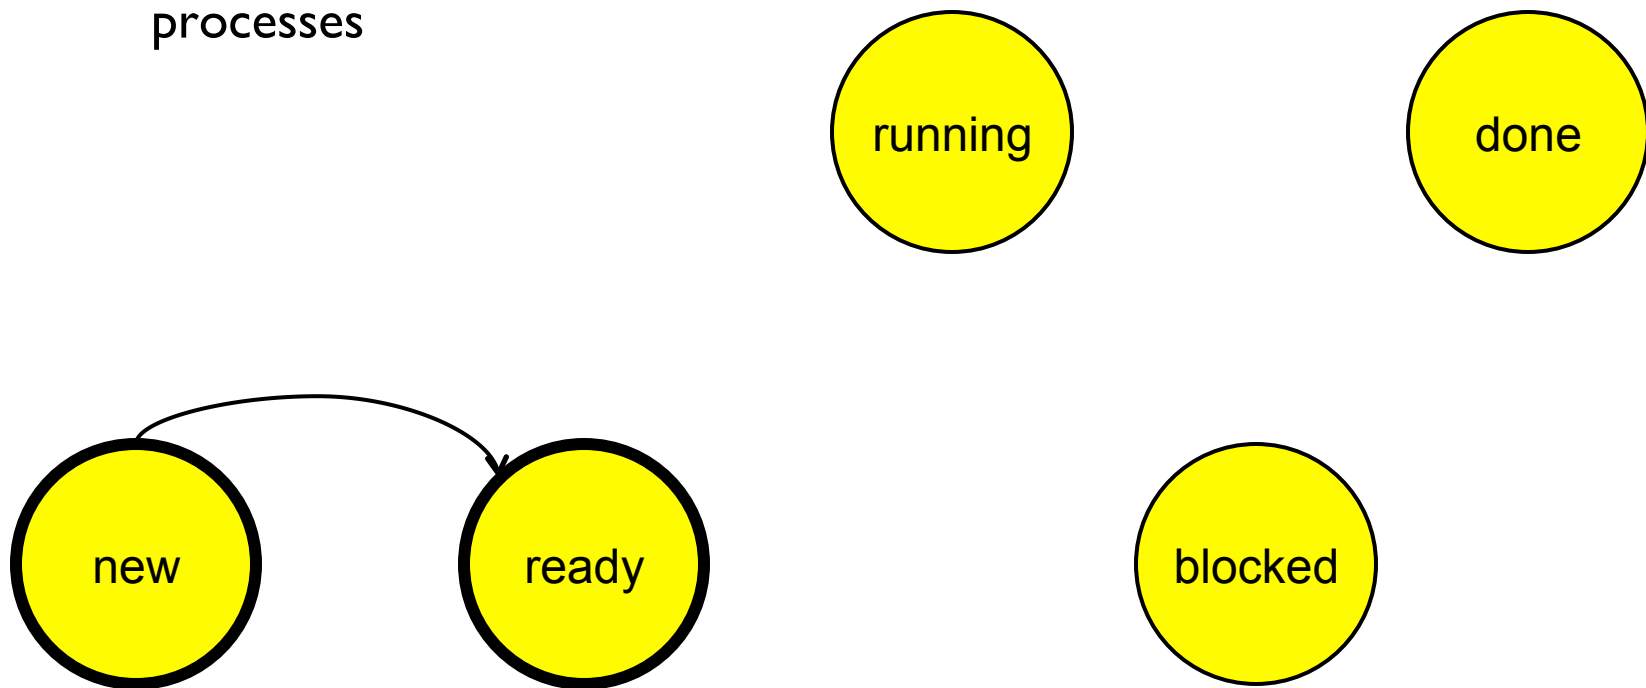 processes
running
done
new
ready
blocked